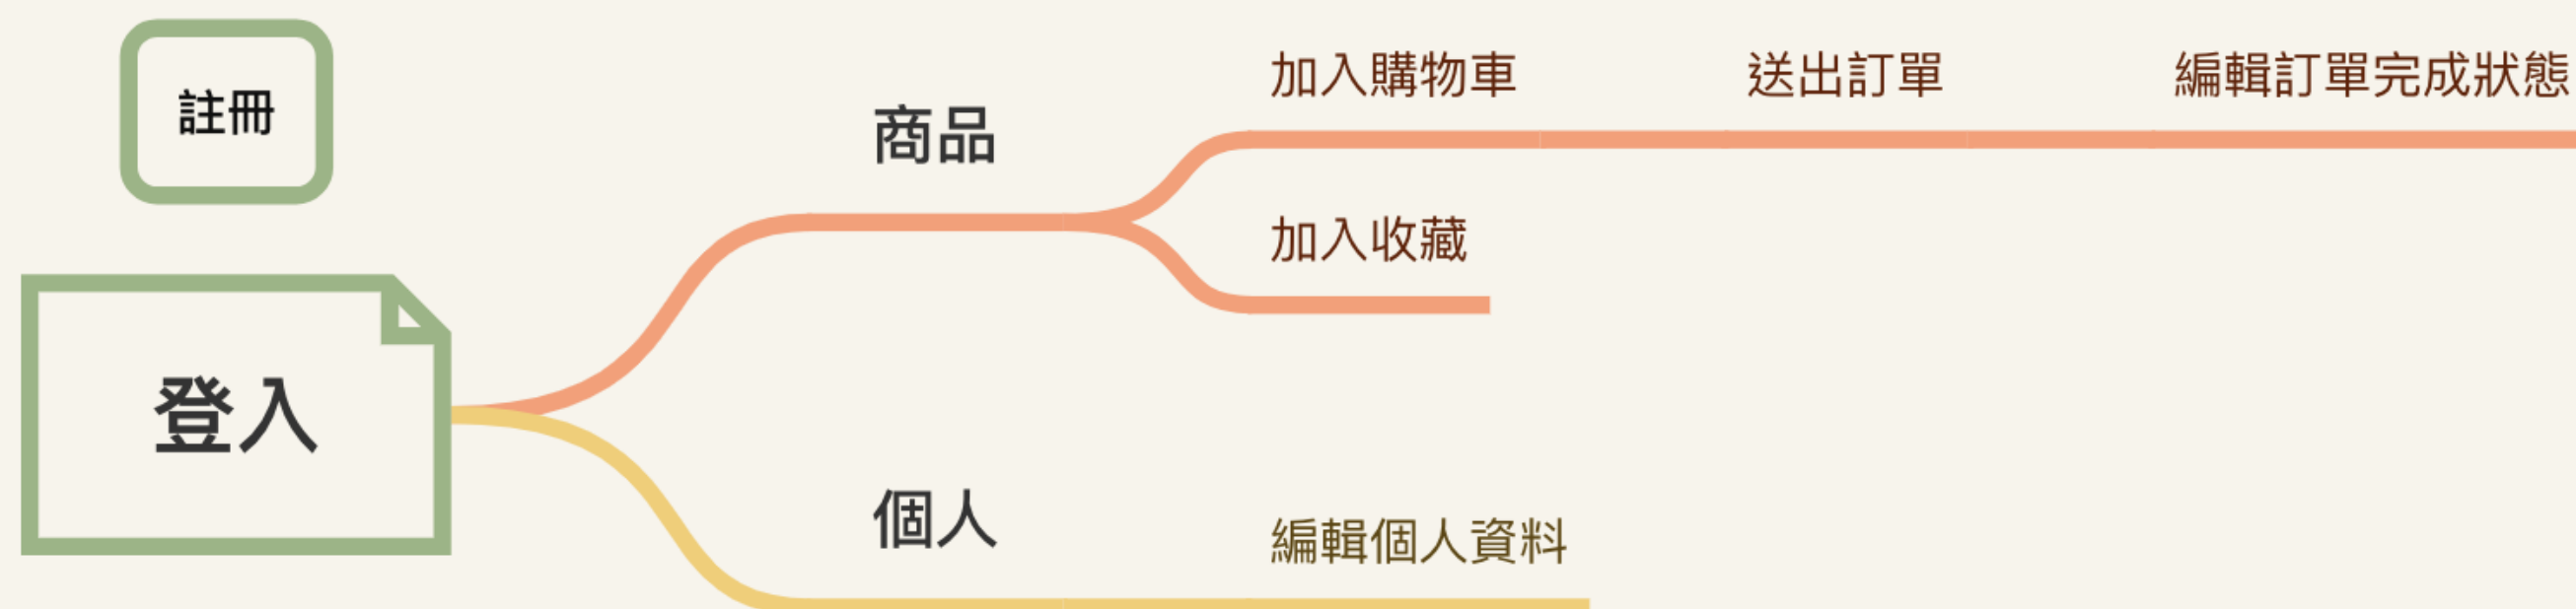 註冊
登入
商品
加入購物車
送出訂單
編輯訂單完成狀態
加入收藏
個人
編輯個人資料